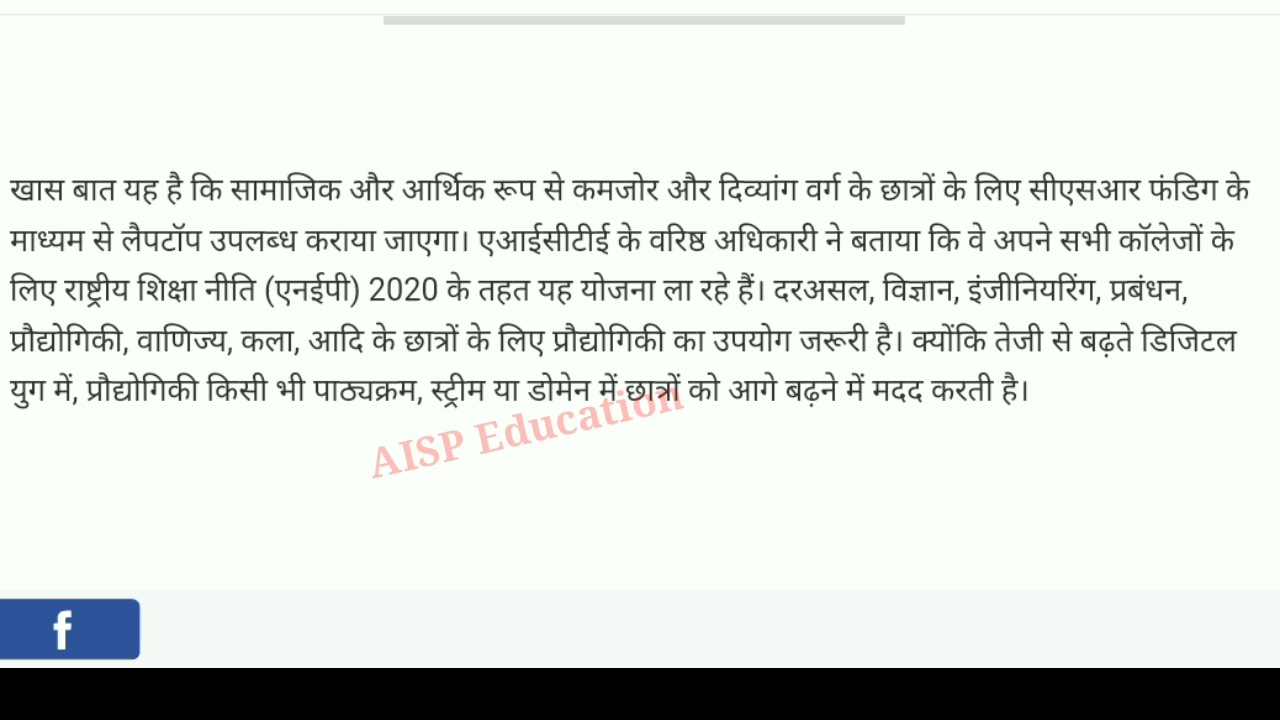 खास बात यह है कि सामाजिक और आर्थिक रूप से कमजोर और दिव्यांग वर्ग के छात्रों के लिए सीएसआर फंडिग के
माध्यम से लैपटॉप उपलब्ध कराया जाएगा। एआईसीटीई के वरिष्ठ अधिकारी ने बताया कि वे अपने सभी कॉलेजों के
लिए राष्ट्रीय शिक्षा नीति (एनईपी) 2020 के तहत यह योजना ला रहे हैं। दरअसल, विज्ञान, इंजीनियरिंग, प्रबंधन,
प्रौद्योगिकी, वाणिज्य, कला, आदि के छात्रों के लिए प्रौद्योगिकी का उपयोग जरूरी है। क्योंकि तेजी से बढ़ते डिजिटल
युग में, प्रौद्योगिकी किसी भी पाठ्यक्रम, स्ट्रीम या डोमेन में छात्रों को आगे बढ़ने में मदद करती है।
AISP Education
f